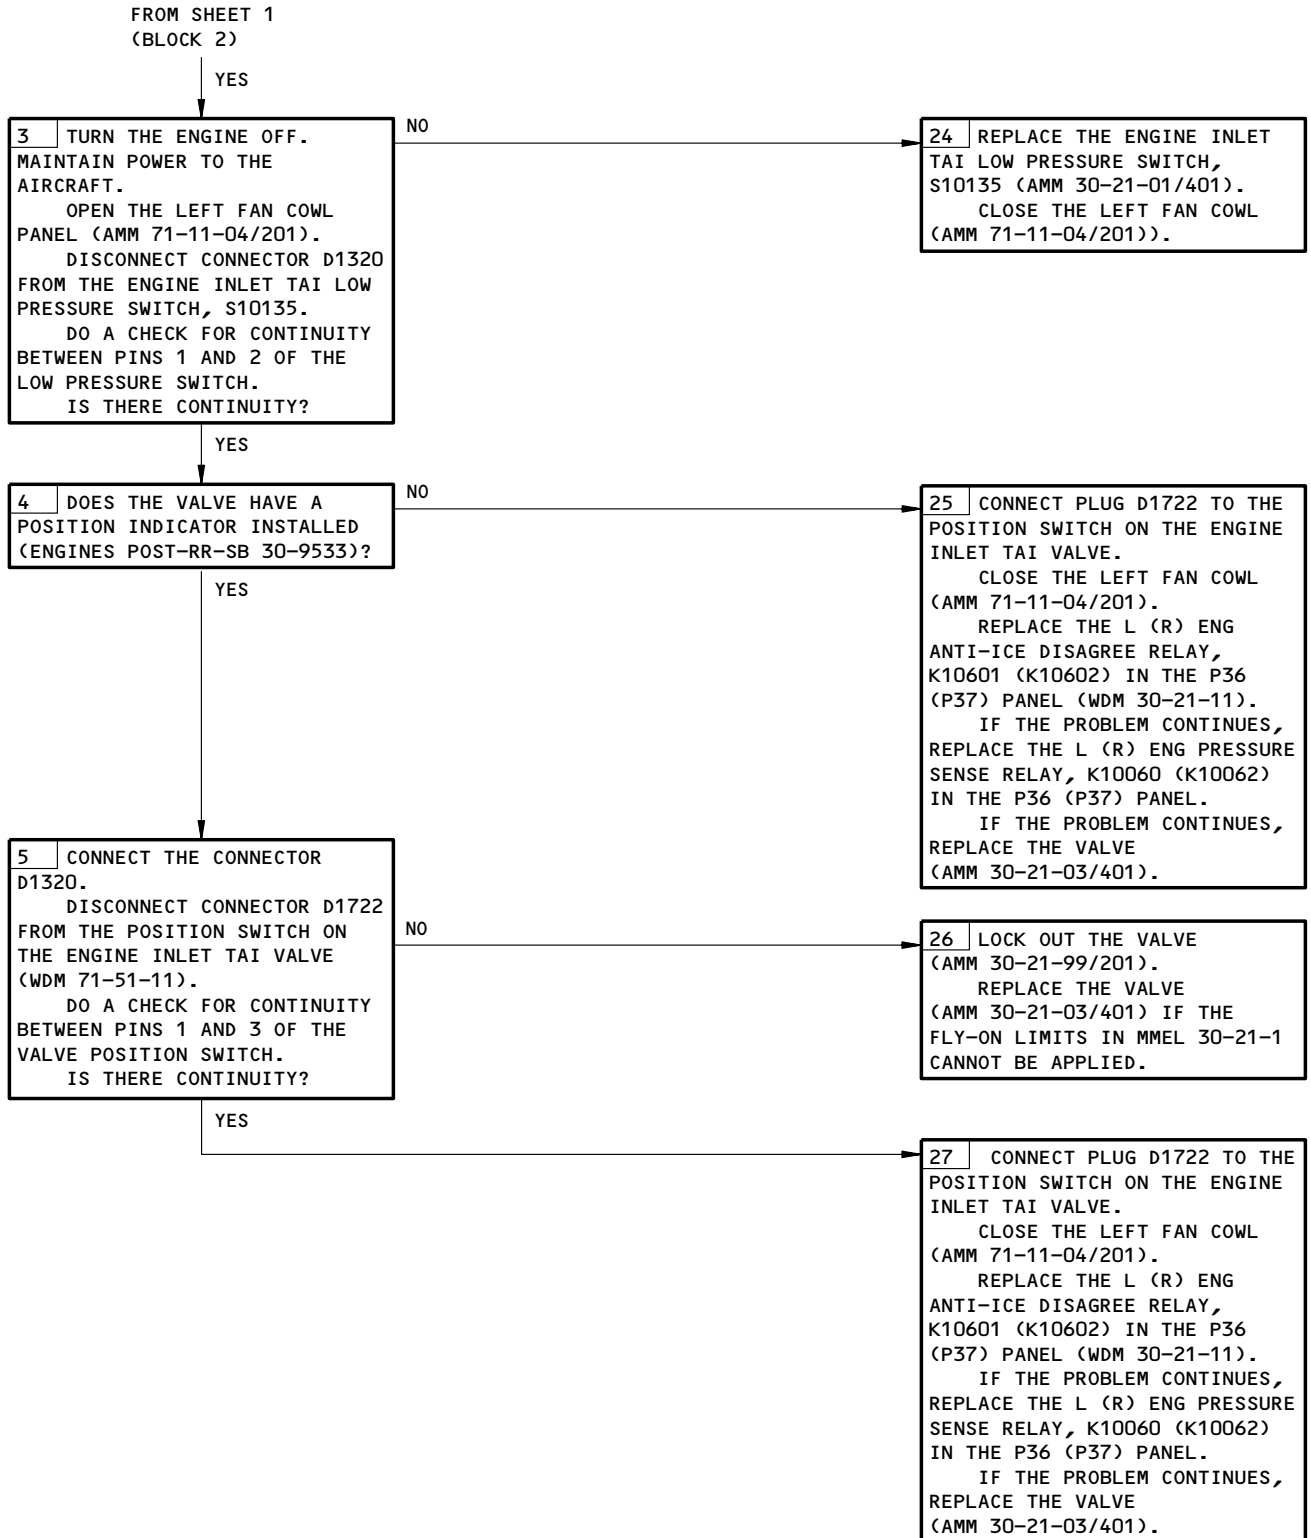 FROM SHEET 1
(BLOCK 2)
YES
3 TURN THE ENGINE OFF.
MAINTAIN POWER TO THE
AIRCRAFT.
OPEN THE LEFT FAN COWL
PANEL (AMM 71-11-04/201).
DISCONNECT CONNECTOR D1320
FROM THE ENGINE INLET TAI LOW
PRESSURE SWITCH, S10135.
DO A CHECK FOR CONTINUITY
BETWEEN PINS 1 AND 2 OF THE
LOW PRESSURE SWITCH.
IS THERE CONTINUITY?
NO
24 REPLACE THE ENGINE INLET
TAI LOW PRESSURE SWITCH,
S10135 (AMM 30-21-01/401).
CLOSE THE LEFT FAN COWL
(AMM 71-11-04/201)).
YES
4 DOES THE VALVE HAVE A
POSITION INDICATOR INSTALLED
(ENGINES POST-RR-SB 30-9533)?
NO
25 CONNECT PLUG D1722 TO THE
POSITION SWITCH ON THE ENGINE
INLET TAI VALVE.
CLOSE THE LEFT FAN COWL
(AMM 71-11-04/201).
REPLACE THE L (R) ENG
ANTI-ICE DISAGREE RELAY,
K10601 (K10602) IN THE P36
(P37) PANEL (WDM 30-21-11).
IF THE PROBLEM CONTINUES,
REPLACE THE L (R) ENG PRESSURE
SENSE RELAY, K10060 (K10062)
IN THE P36 (P37) PANEL.
IF THE PROBLEM CONTINUES,
REPLACE THE VALVE
(AMM 30-21-03/401).
YES
5 CONNECT THE CONNECTOR
D1320.
DISCONNECT CONNECTOR D1722
FROM THE POSITION SWITCH ON
THE ENGINE INLET TAI VALVE
(WDM 71-51-11).
DO A CHECK FOR CONTINUITY
BETWEEN PINS 1 AND 3 OF THE
VALVE POSITION SWITCH.
IS THERE CONTINUITY?
NO
26 LOCK OUT THE VALVE
(AMM 30-21-99/201).
REPLACE THE VALVE
(AMM 30-21-03/401) IF THE
FLY-ON LIMITS IN MMEL 30-21-1
CANNOT BE APPLIED.
YES
27 CONNECT PLUG D1722 TO THE
POSITION SWITCH ON THE ENGINE
INLET TAI VALVE.
CLOSE THE LEFT FAN COWL
(AMM 71-11-04/201).
REPLACE THE L (R) ENG
ANTI-ICE DISAGREE RELAY,
K10601 (K10602) IN THE P36
(P37) PANEL (WDM 30-21-11).
IF THE PROBLEM CONTINUES,
REPLACE THE L (R) ENG PRESSURE
SENSE RELAY, K10060 (K10062)
IN THE P36 (P37) PANEL.
IF THE PROBLEM CONTINUES,
REPLACE THE VALVE
(AMM 30-21-03/401).